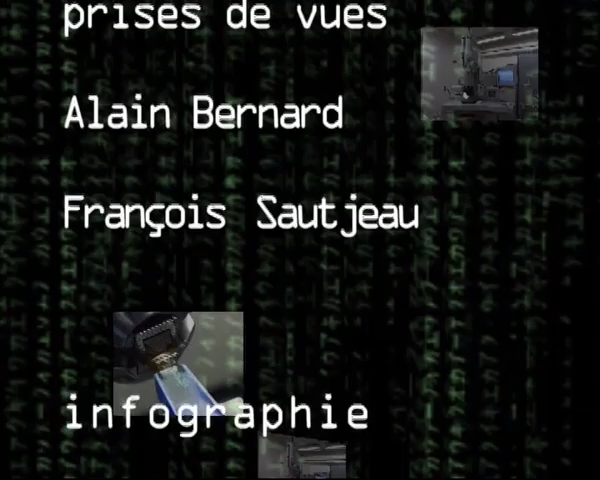 prises de vues
Alain Bernard
François Sautjeau
infographie